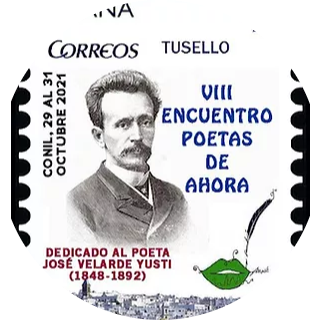 CORREOS TUSELLO
CONIL, 29 AL 31
OCTUBRE 2021
VIII
ENCUENTRO
POETAS
DE
AHORA
DEDICADO AL POETA
JOSÉ VELARDE YUSTI
(1848-1892)